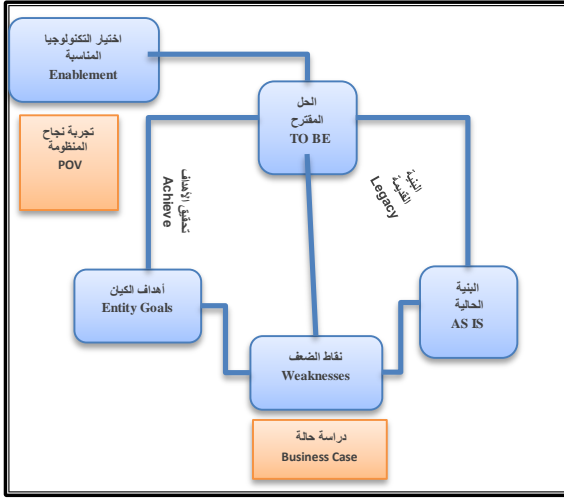 اختيار التكنولوجيا
المناسبة
Enablement
الحل
المقترح
TO BE
تجربة نجاح
المنظومة
POV
تحقيق الأهداف
Achieve
البنية
القديمة
Legacy
أهداف الكيان
Entity Goals
البنية
الحالية
AS IS
نقاط الضعف
Weaknesses
دراسة حالة
Business Case